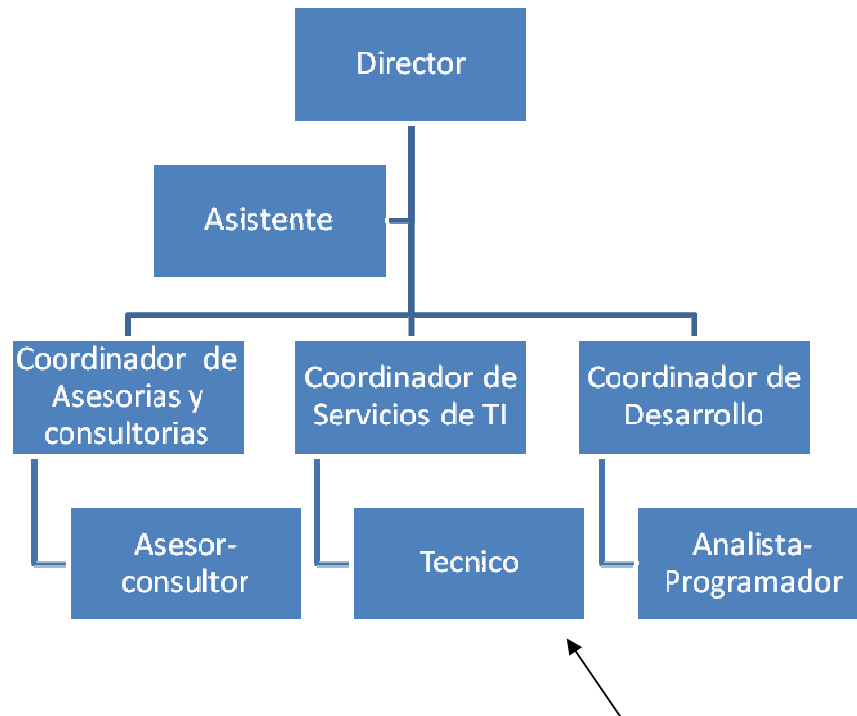 Director
Asistente
Coordinador de
Asesorias y
consultorias
Coordinador de
Servicios de TI
Coordinador de
Desarrollo
Asesor-
consultor
Tecnico
Analista-
Programador